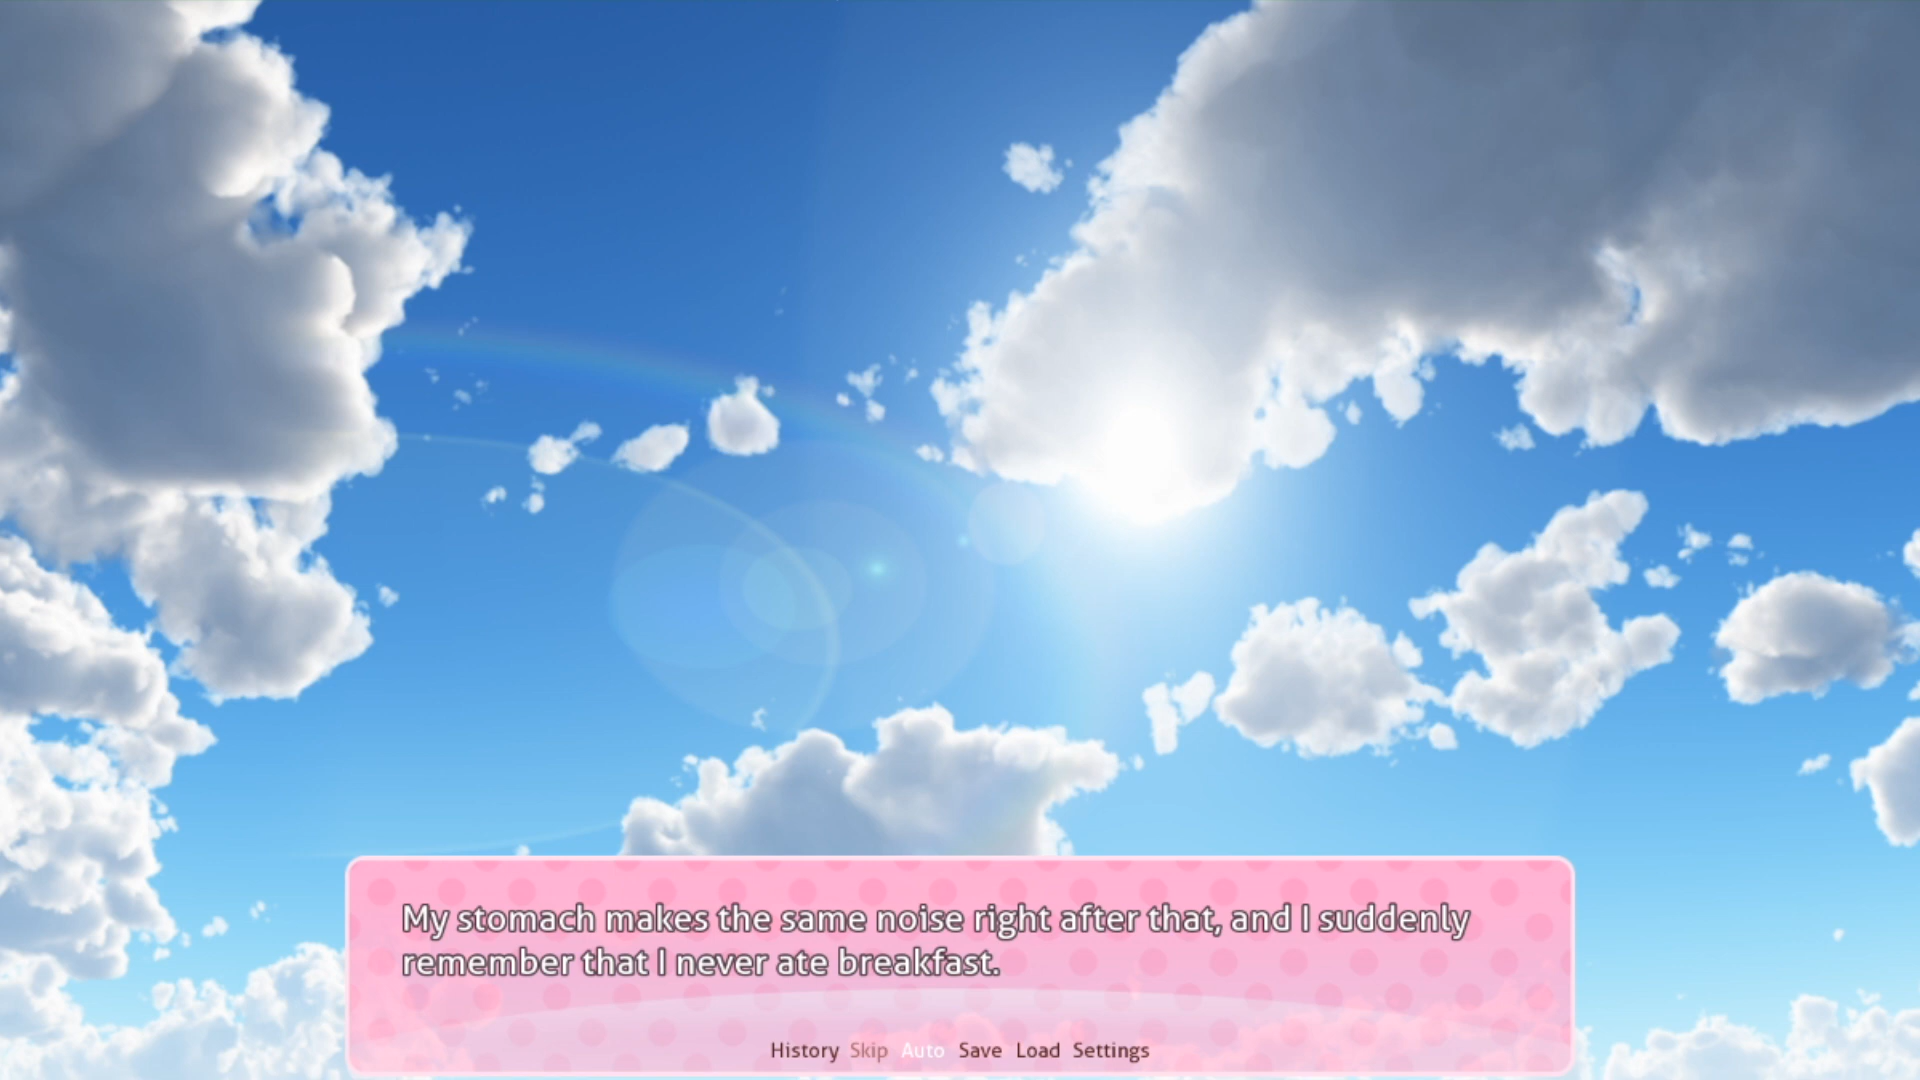 My stomach makes the same noise right after that, and I suddenly
remember that I never ate breakfast.
History Skip Auto Save Load Settings